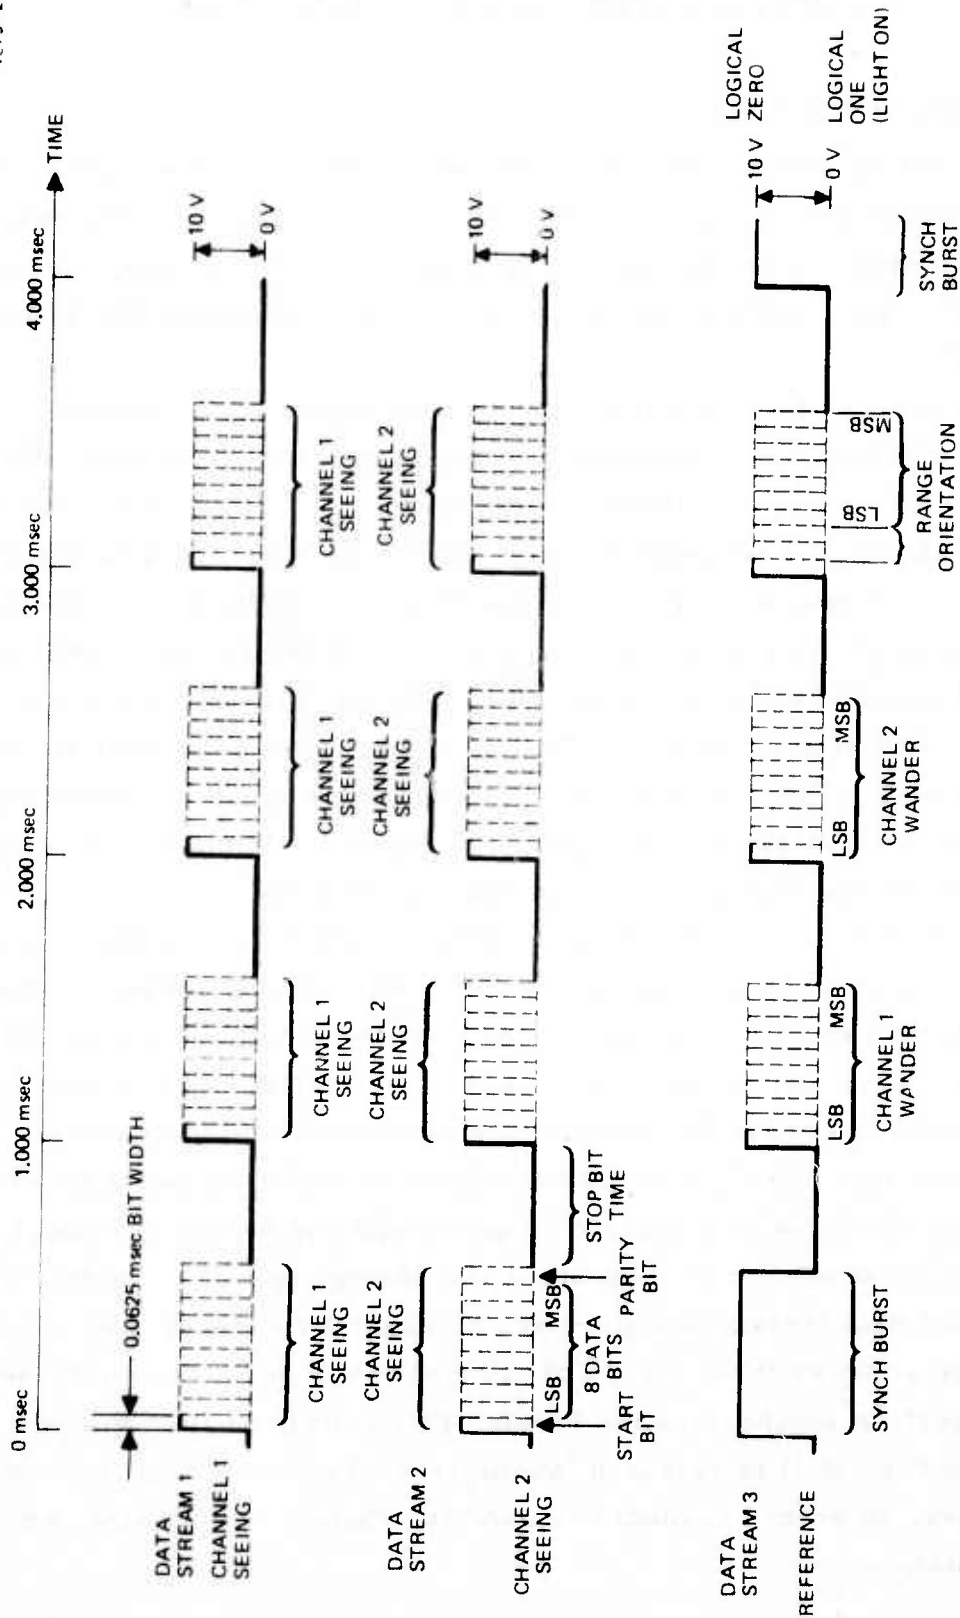 0 msec
1.000 msec
2.000 msec
3.000 msec
4.000 msec
TIME
0.0625 msec BIT WIDTH
DATA
STREAM 1
CHANNEL 1
SEEING
10 V
0 V
CHANNEL 1
SEEING
CHANNEL 1
SEEING
CHANNEL 1
SEEING
CHANNEL 1
SEEING
CHANNEL 2
SEEING
CHANNEL 2
SEEING
CHANNEL 2
SEEING
CHANNEL 2
SEEING
DATA
STREAM 2
CHANNEL 2
SEEING
10 V
0 V
LSB
MSB
8 DATA
BITS
START
BIT
PARITY
BIT
STOP BIT
TIME
DATA
STREAM 3
REFERENCE
SYNCH BURST
LSB
MSB
CHANNEL 1
WANDER
LSB
MSB
CHANNEL 2
WANDER
LSB
MSB
RANGE
ORIENTATION
SYNCH
BURST
10 V
LOGICAL
ZERO
0 V
LOGICAL
ONE
(LIGHT ON)